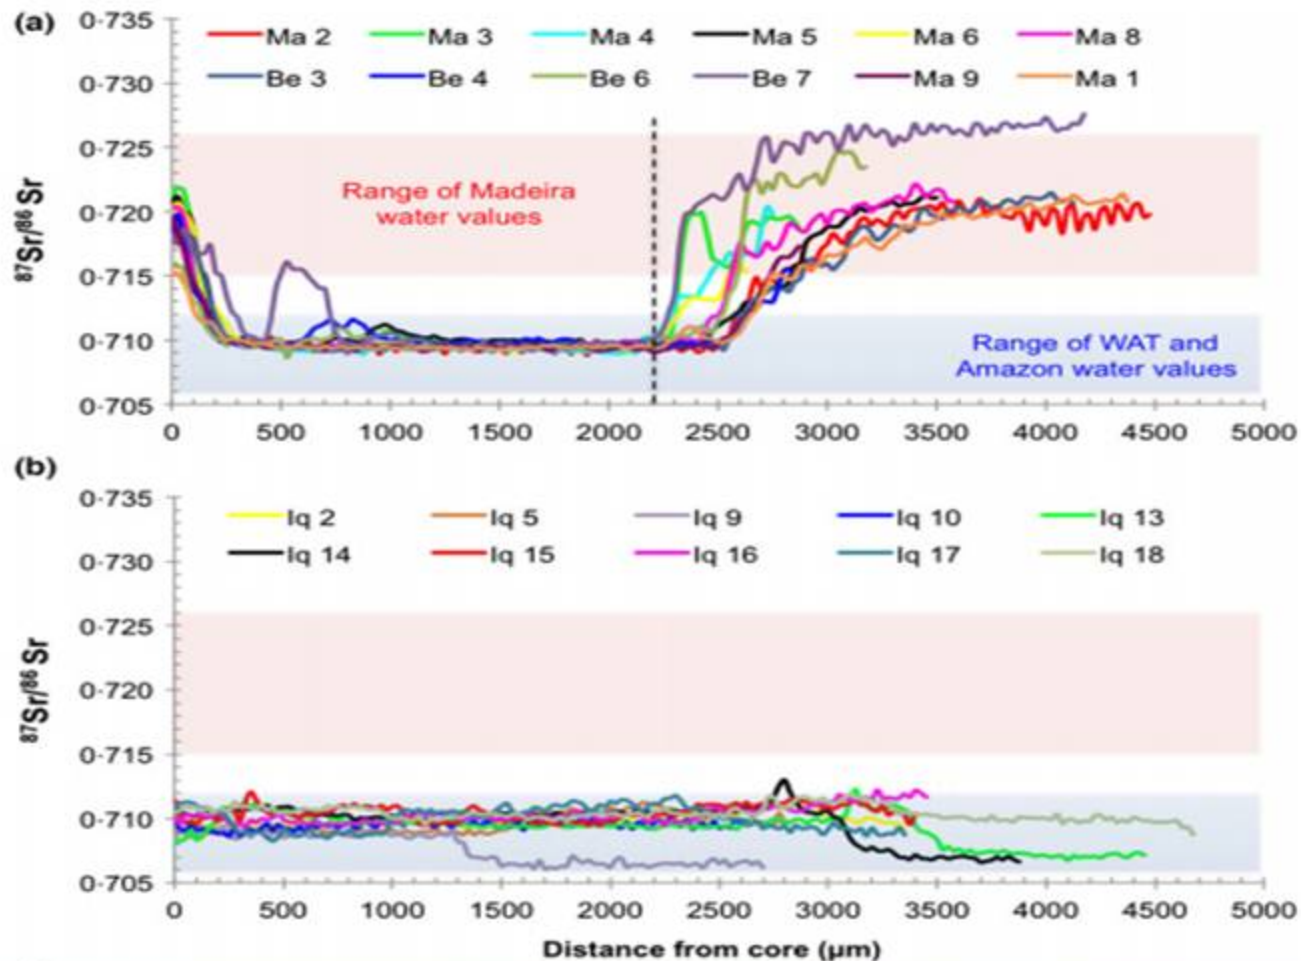 (a)
0·735
Ma 2 Ma 3 Ma 4 Ma 5 Ma 6 Ma 8
Be 3 Be 4 Be 6 Be 7 Ma 9 Ma 1
0·730
0·725
Range of Madeira
water values
0·720
⁸⁷Sr/⁸⁶Sr
0·715
0·710
Range of WAT and
Amazon water values
0·705
0 500 1000 1500 2000 2500 3000 3500 4000 4500 5000
(b)
0·735
Iq 2 Iq 5 Iq 9 Iq 10 Iq 13
Iq 14 Iq 15 Iq 16 Iq 17 Iq 18
0·730
0·725
0·720
⁸⁷Sr/⁸⁶Sr
0·715
0·710
0·705
0 500 1000 1500 2000 2500 3000 3500 4000 4500 5000
Distance from core (µm)